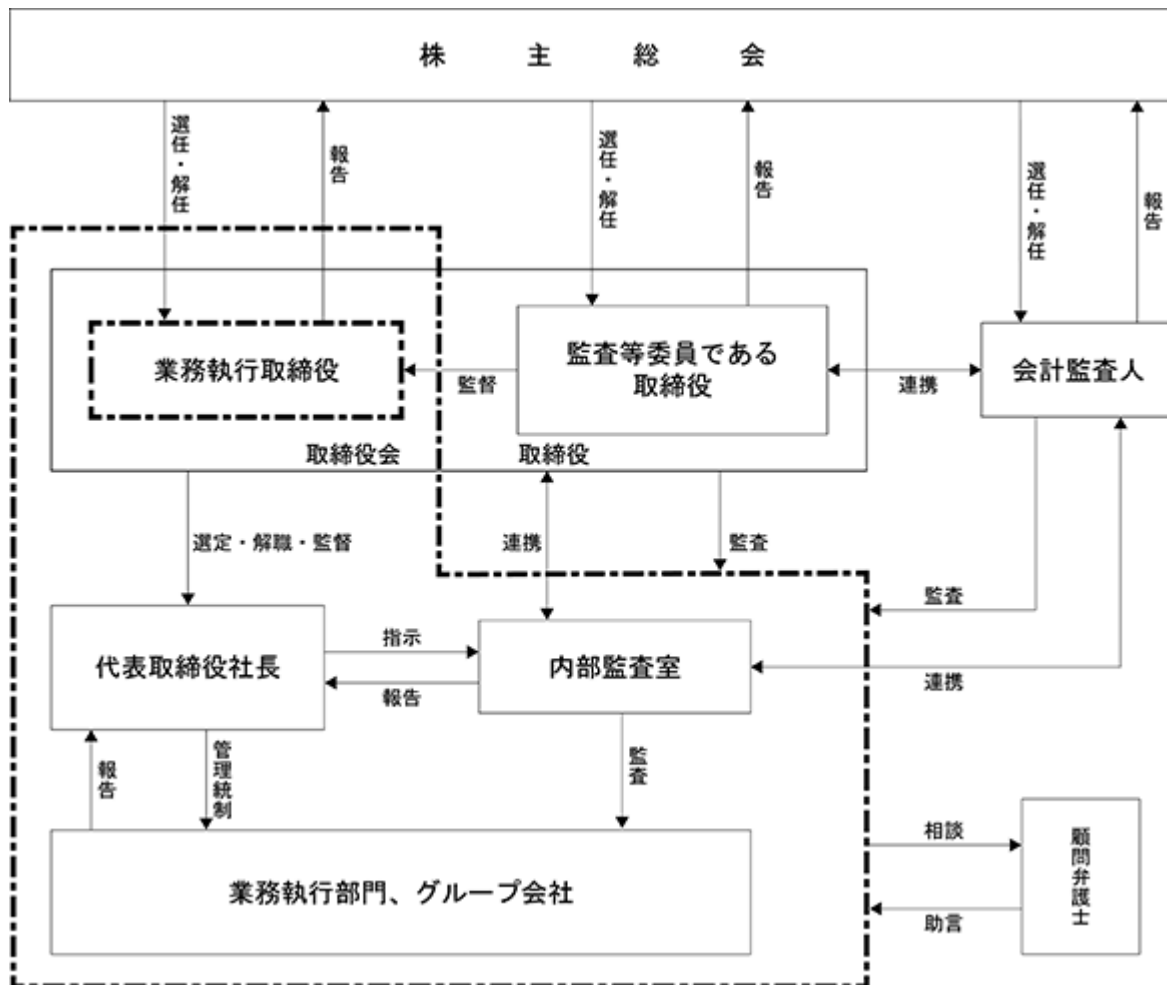 株主総会
選任・解任
報告
選任・解任
報告
選任・解任
報告
業務執行取締役
監督
監査等委員である
取締役
連携
会計監査人
取締役会
取締役
選定・解職・監督
連携
監査
監査
代表取締役社長
指示
報告
内部監査室
連携
報告
管理統制
監査
業務執行部門、グループ会社
相談
助言
顧問弁護士